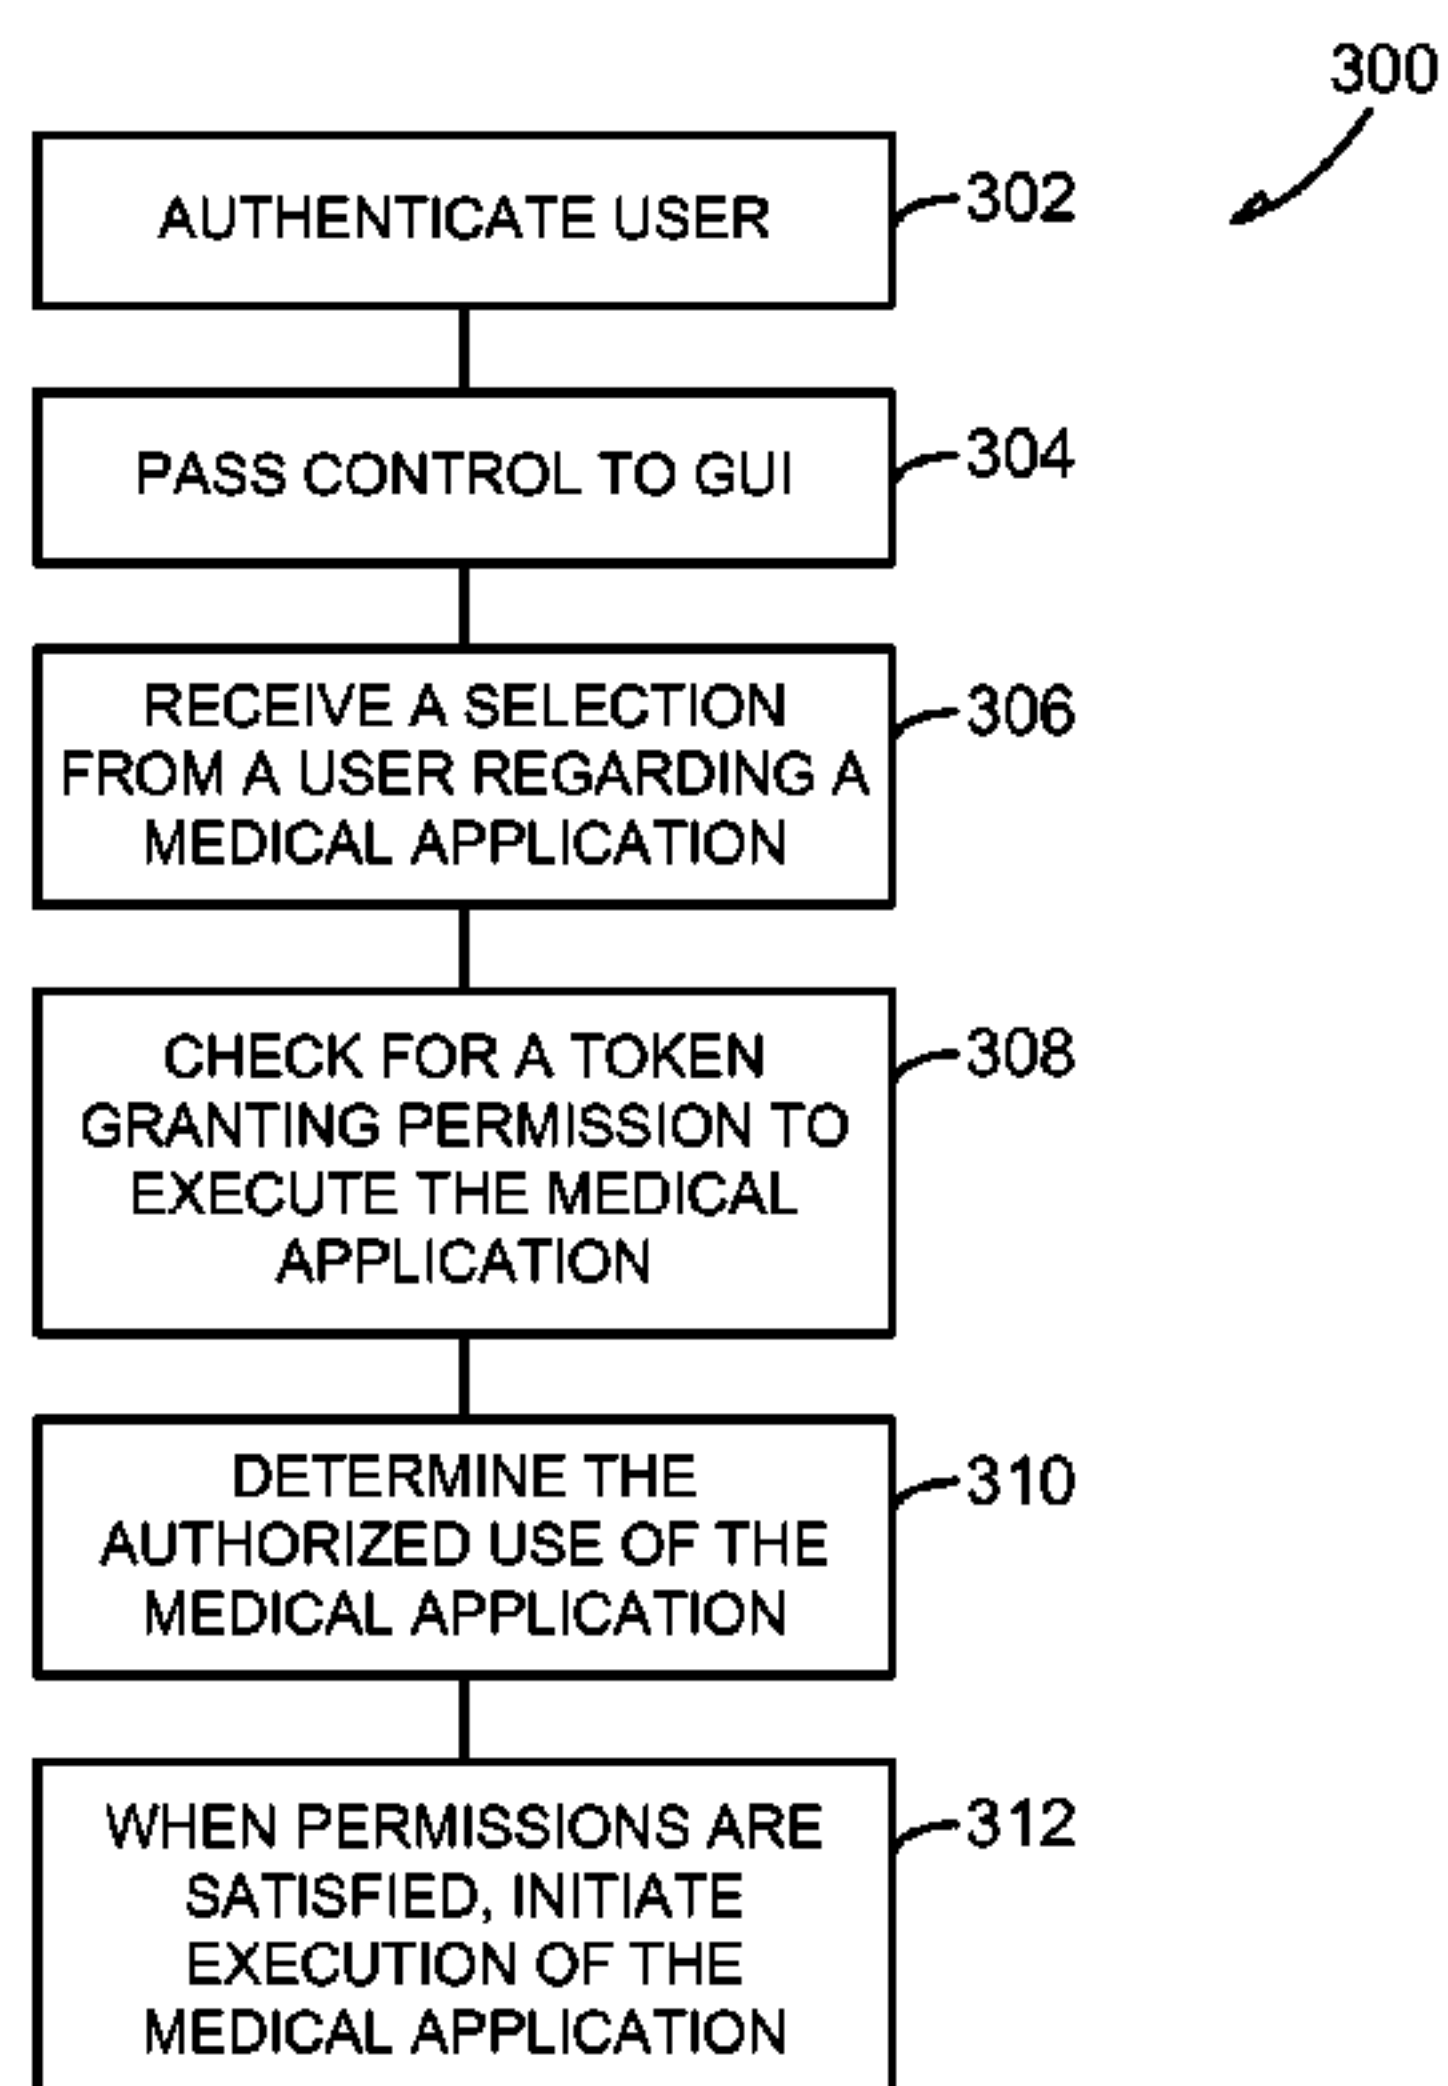 300
AUTHENTICATE USER
302
PASS CONTROL TO GUI
304
RECEIVE A SELECTION
FROM A USER REGARDING A
MEDICAL APPLICATION
306
CHECK FOR A TOKEN
GRANTING PERMISSION TO
EXECUTE THE MEDICAL
APPLICATION
308
DETERMINE THE
AUTHORIZED USE OF THE
MEDICAL APPLICATION
310
WHEN PERMISSIONS ARE
SATISFIED, INITIATE
EXECUTION OF THE
MEDICAL APPLICATION
312